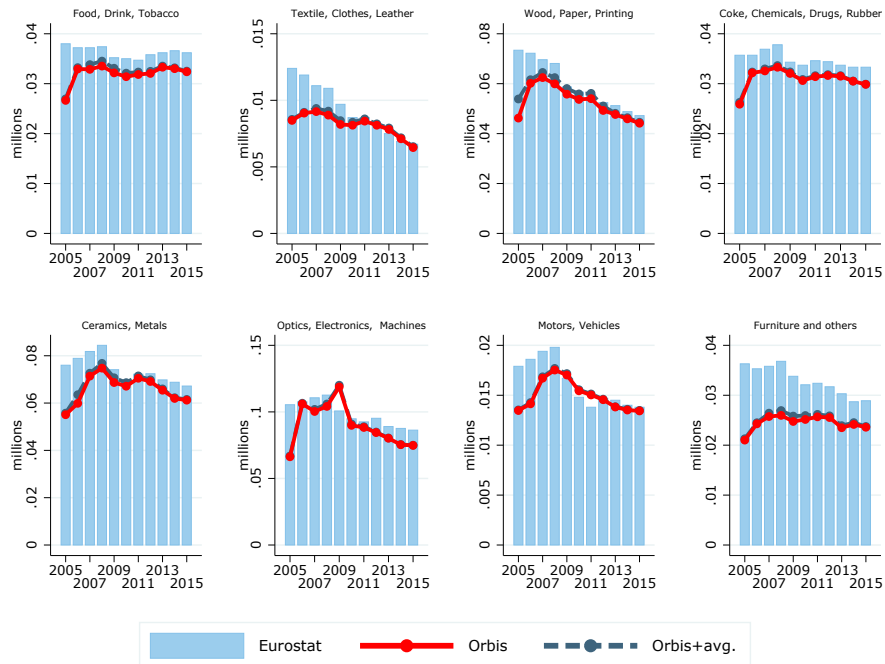 Food, Drink, Tobacco
millions
0 .01 .02 .03 .04
2005 2007 2009 2011 2013 2015
Textile, Clothes, Leather
millions
0 .005 .01 .015
2005 2007 2009 2011 2013 2015
Wood, Paper, Printing
millions
0 .02 .04 .06 .08
2005 2007 2009 2011 2013 2015
Coke, Chemicals, Drugs, Rubber
millions
0 .01 .02 .03 .04
2005 2007 2009 2011 2013 2015
Ceramics, Metals
millions
0 .02 .04 .06 .08
2005 2007 2009 2011 2013 2015
Optics, Electronics, Machines
millions
0 .05 .1 .15
2005 2007 2009 2011 2013 2015
Motors, Vehicles
millions
0 .005 .01 .015 .02
2005 2007 2009 2011 2013 2015
Furniture and others
millions
0 .01 .02 .03 .04
2005 2007 2009 2011 2013 2015
Eurostat Orbis Orbis+avg.